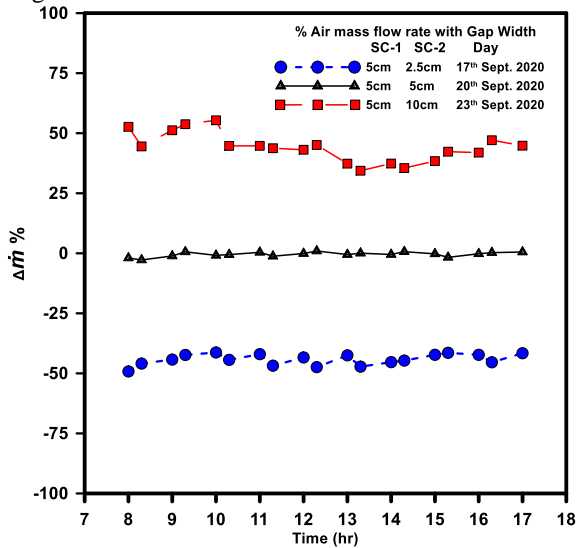 % Air mass flow rate with Gap Width
SC-1 SC-2 Day
5cm 2.5cm 17th Sept. 2020
5cm 5cm 20th Sept. 2020
5cm 10cm 23th Sept. 2020
100
75
50
25
0
-25
-50
-75
-100
Δṁ %
7 8 9 10 11 12 13 14 15 16 17 18
Time (hr)